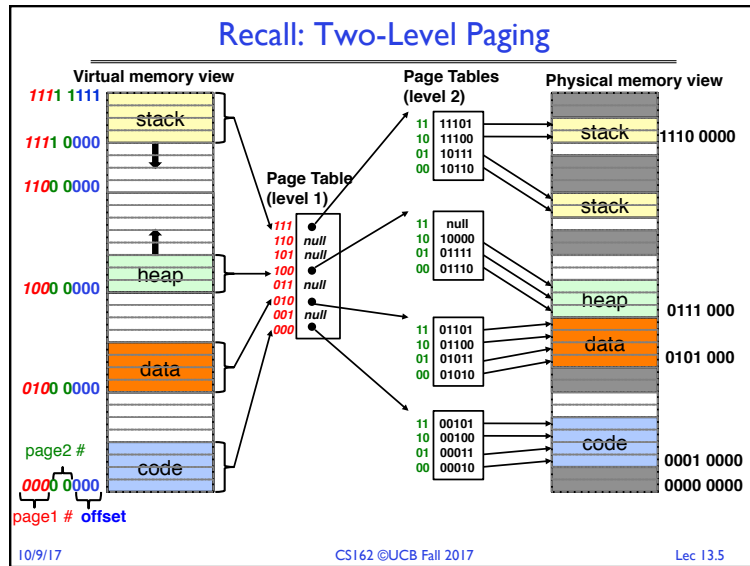 Recall: Two-Level Paging
Virtual memory view
1111 1111
stack
1111 0000
1100 0000
heap
1000 0000
data
0100 0000
page2 #
code
0000 0000
page1 # offset
Page Table
(level 1)
111
110 null
101 null
100
011 null
010
001 null
000
Page Tables
(level 2)
11 11101
10 11100
01 10111
00 10110
11 null
10 10000
01 01111
00 01110
11 01101
10 01100
01 01011
00 01010
11 00101
10 00100
01 00011
00 00010
Physical memory view
stack
1110 0000
stack
heap
0111 000
data
0101 000
code
0001 0000
0000 0000
10/9/17
CS162 ©UCB Fall 2017
Lec 13.5